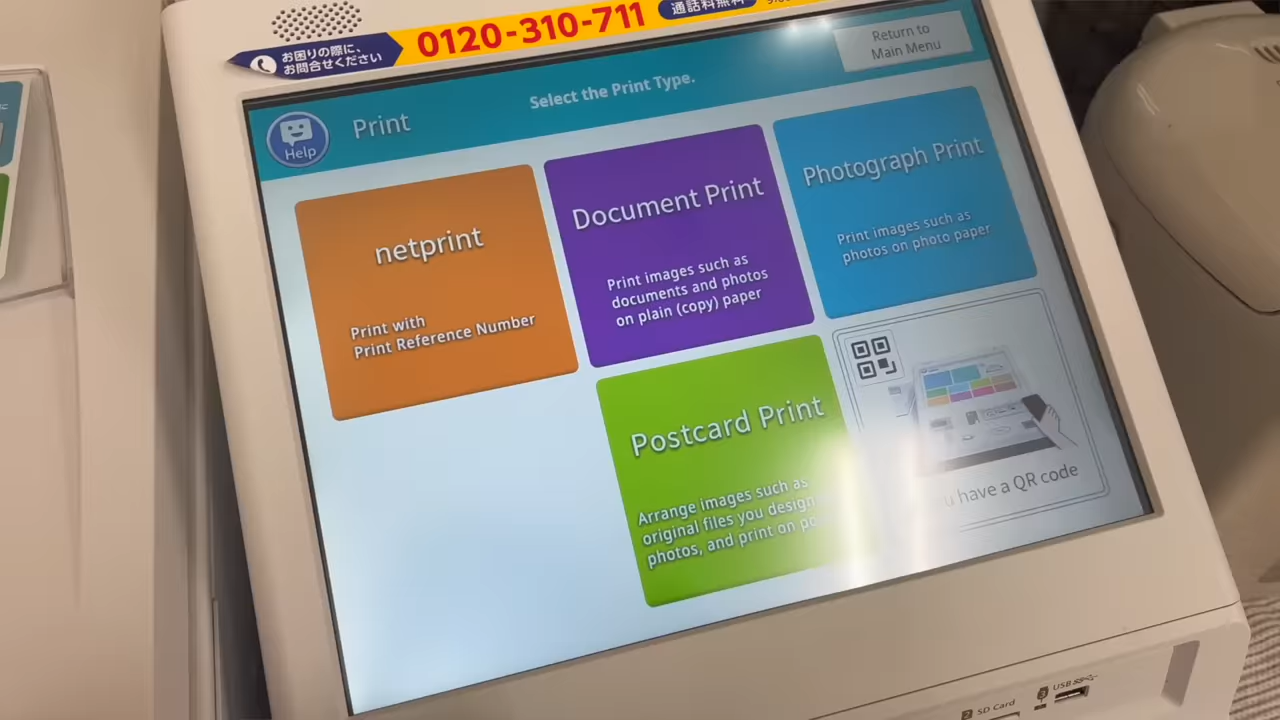 お困りの際に、
お問合せください
0120-310-711
通話料無料
Return to
Main Menu
Help
Print
Select the Print Type.
netprint
Print with
Print Reference Number
Document Print
Print images such as
documents and photos
on plain (copy) paper
Photograph Print
Print images such as
photos on photo paper
Postcard Print
Arrange images such as
original files you design
photos, and print on
have a QR code
2 SD Card
3 USB